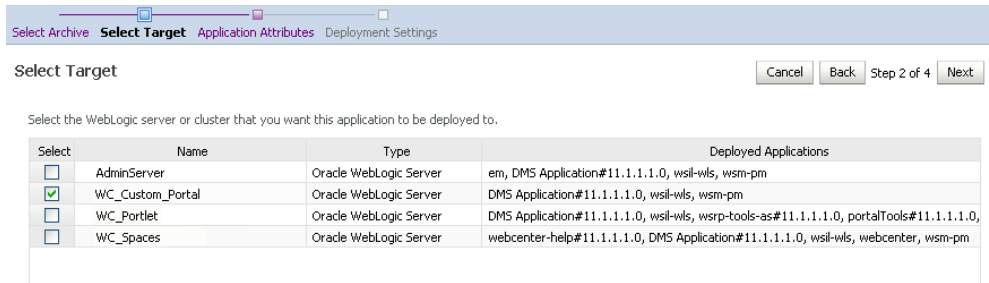 Select Archive Select Target Application Attributes Deployment Settings
Select Target
Cancel Back Step 2 of 4 Next
Select the WebLogic server or cluster that you want this application to be deployed to.
Select Name Type Deployed Applications
AdminServer Oracle WebLogic Server em, DMS Application#11.1.1.1.0, wsil-wls, wsm-pm
WC_Custom_Portal Oracle WebLogic Server DMS Application#11.1.1.1.0, wsil-wls, wsm-pm
WC_Portlet Oracle WebLogic Server DMS Application#11.1.1.1.0, wsil-wls, wsrp-tools-as#11.1.1.1.0, portalTools#11.1.1.1.0,
WC_Spaces Oracle WebLogic Server webcenter-help#11.1.1.1.0, DMS Application#11.1.1.1.0, wsil-wls, webcenter, wsm-pm